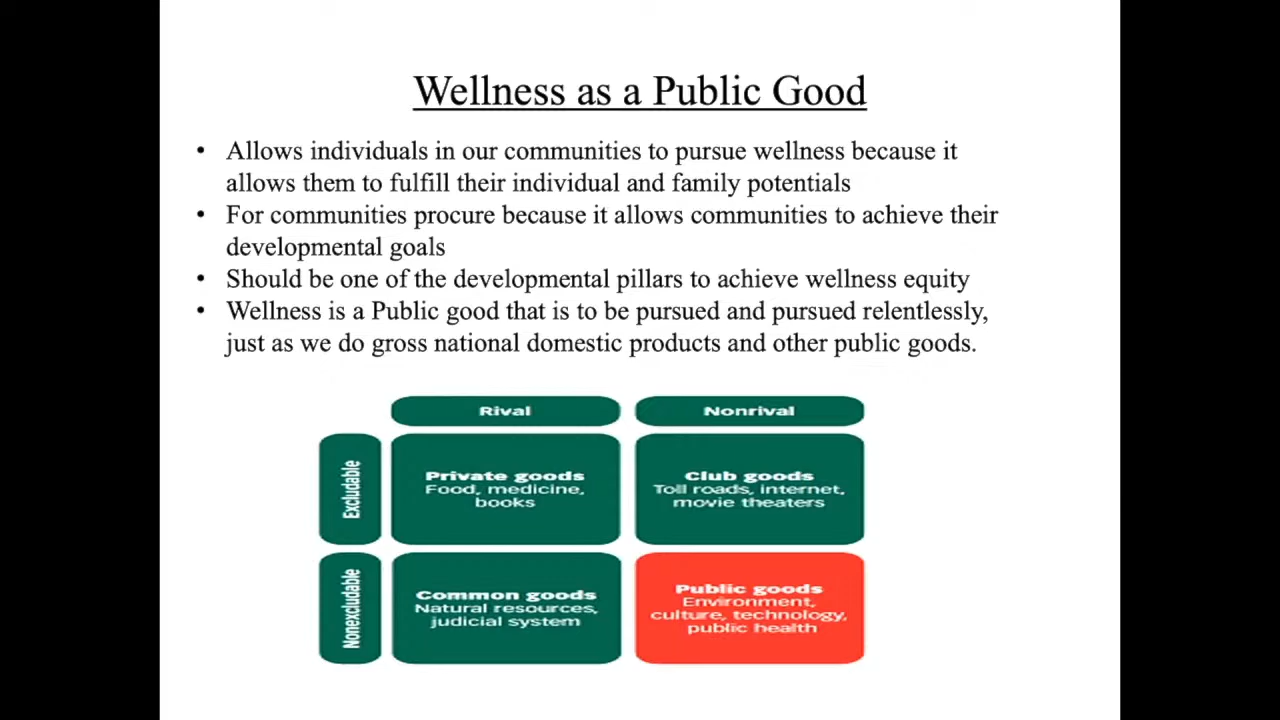 Wellness as a Public Good
• Allows individuals in our communities to pursue wellness because it
allows them to fulfill their individual and family potentials
• For communities procure because it allows communities to achieve their
developmental goals
• Should be one of the developmental pillars to achieve wellness equity
• Wellness is a Public good that is to be pursued and pursued relentlessly,
just as we do gross national domestic products and other public goods.
Rival
Nonrival
Excludable
Private goods
Food, medicine,
books
Club goods
Toll roads, internet,
movie theaters
Nonexcludable
Common goods
Natural resources,
judicial system
Public goods
Environment,
culture, technology,
public health